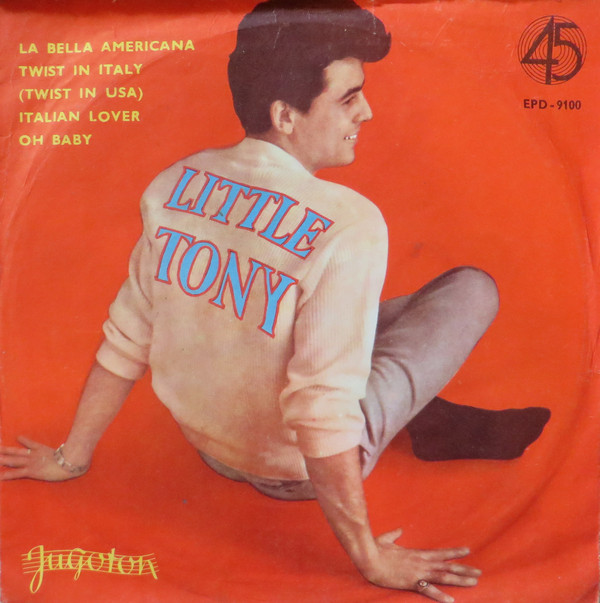 LA BELLA AMERICANA
TWIST IN ITALY
(TWIST IN USA)
ITALIAN LOVER
OH BABY
45
EPD - 9100
LITTLE
TONY
Jugoton